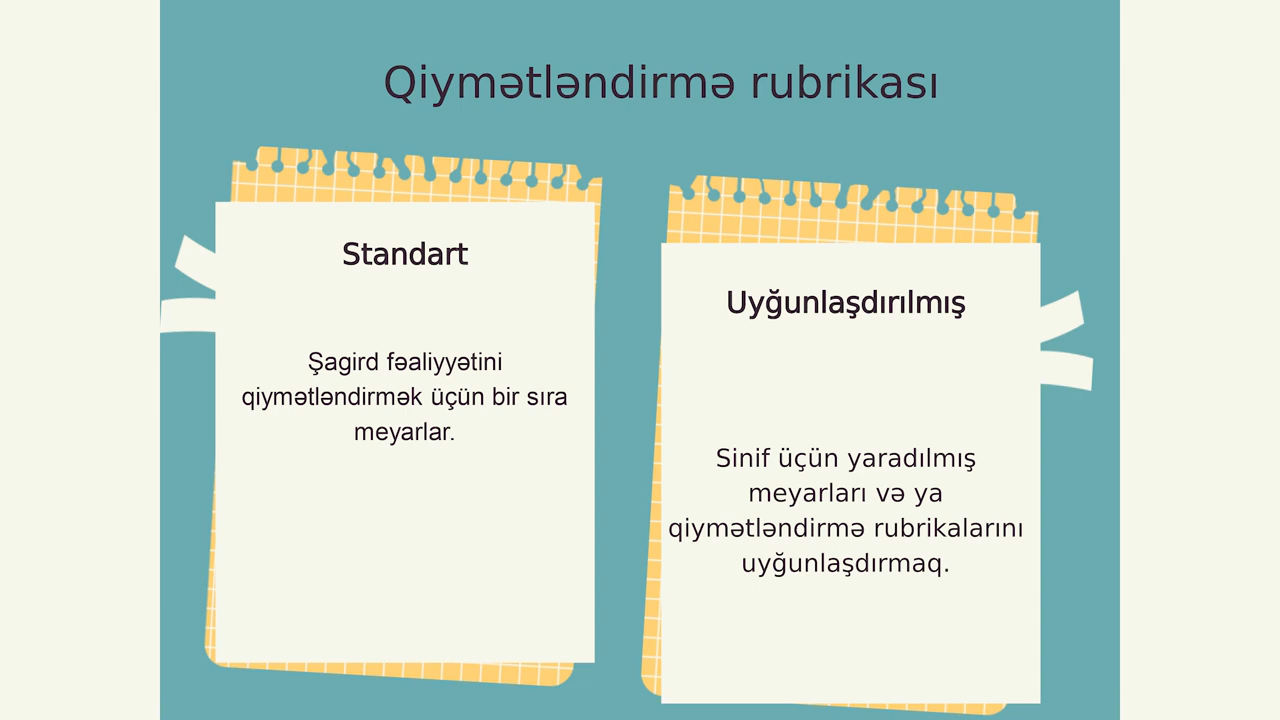 Qiymətləndirmə rubrikası
Standart
Şagird fəaliyyətini
qiymətləndirmək üçün bir sıra
meyarlar.
Uyğunlaşdırılmış
Sinif üçün yaradılmış
meyarları və ya
qiymətləndirmə rubrikalarını
uyğunlaşdırmaq.